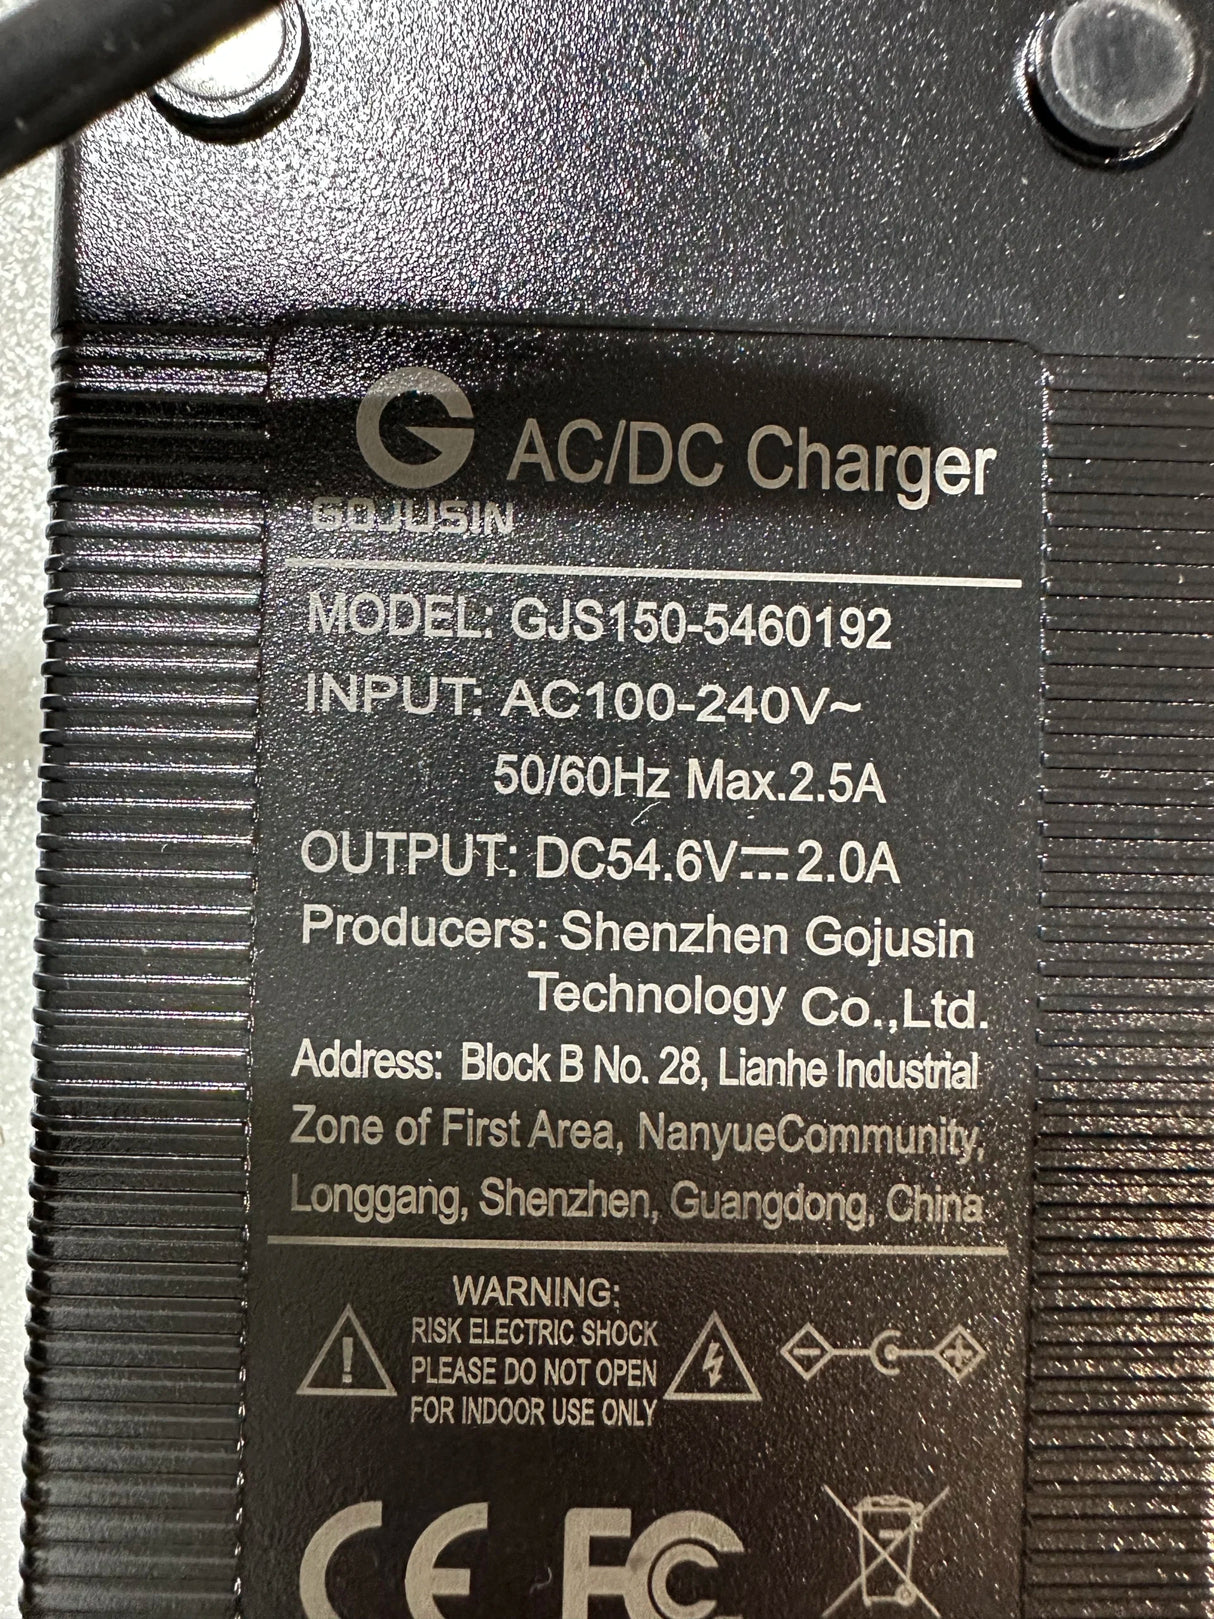 GOJUSIN
AC/DC Charger
MODEL: GJS150-5460192
INPUT: AC100-240V~
50/60Hz Max.2.5A
OUTPUT: DC54.6V⎓2.0A
Producers: Shenzhen Gojusin
Technology Co.,Ltd.
Address: Block B No. 28, Lianhe Industrial
Zone of First Area, NanyueCommunity,
Longgang, Shenzhen, Guangdong, China
WARNING:
RISK ELECTRIC SHOCK
PLEASE DO NOT OPEN
FOR INDOOR USE ONLY
CE FC